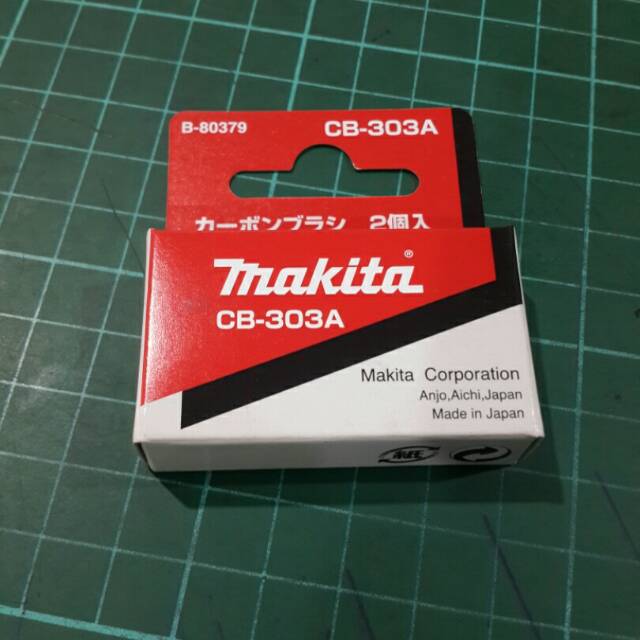 B-80379 CB-303A
カーボンブラシ 2個入
makita®
CB-303A
Makita Corporation
Anjo,Aichi,Japan
Made in Japan